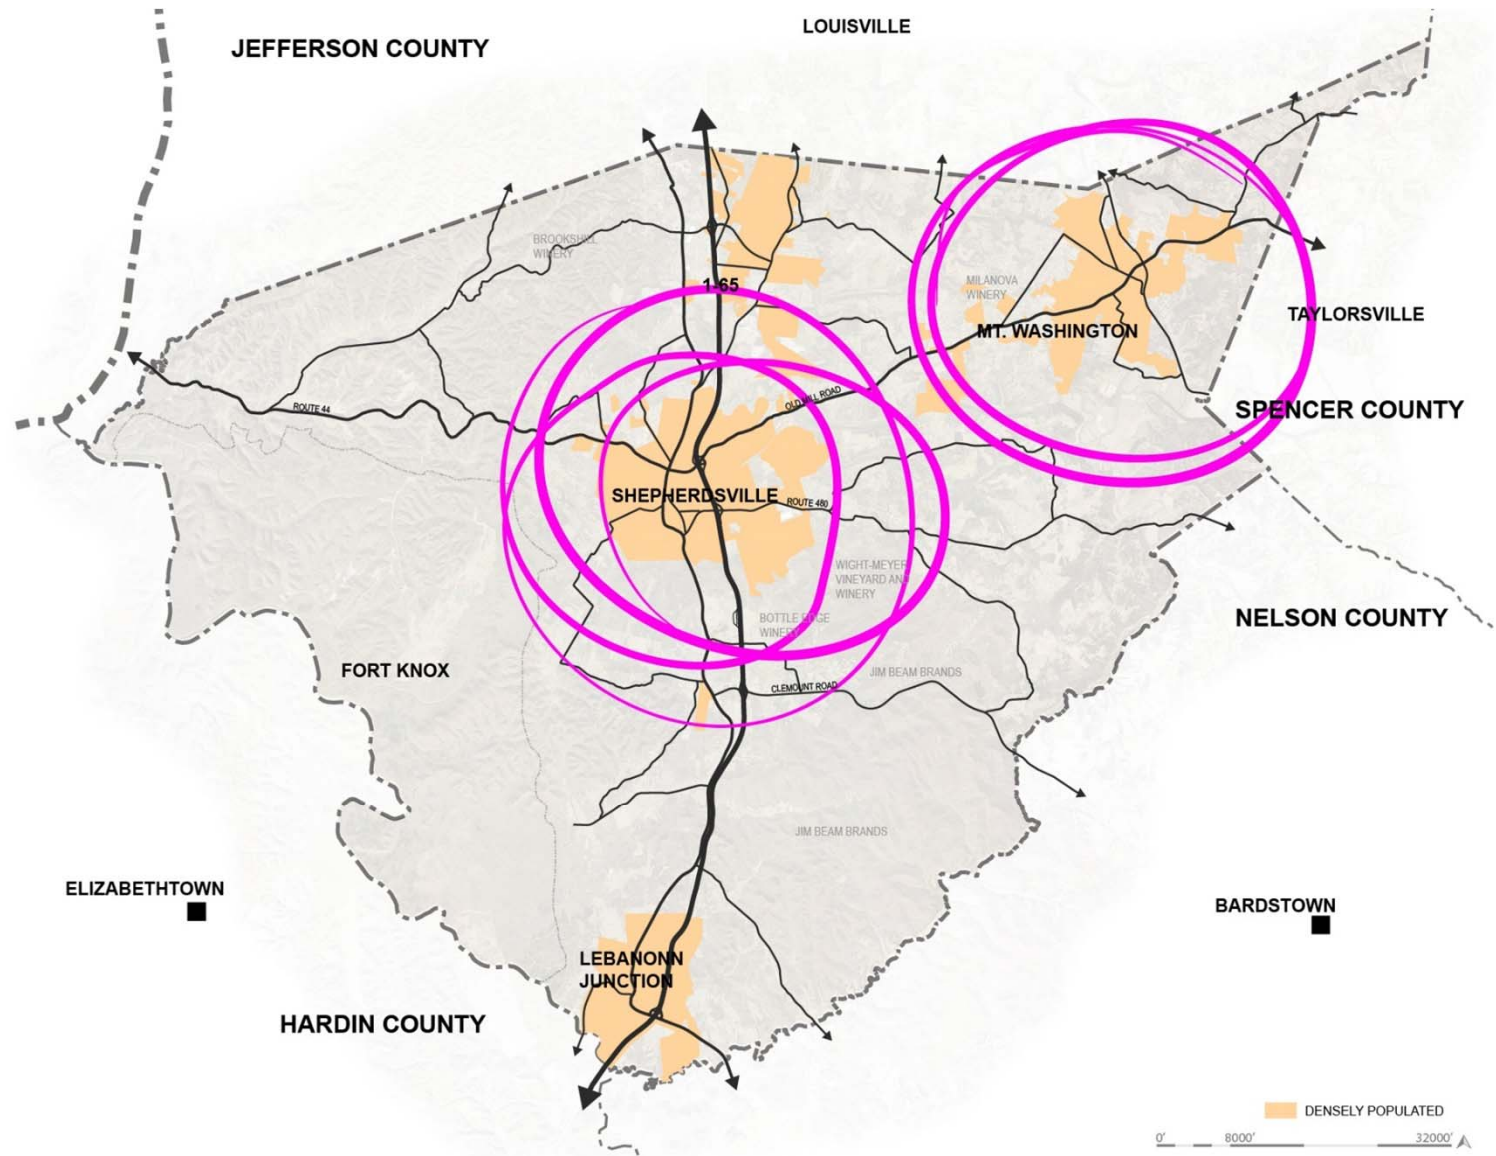 LOUISVILLE
JEFFERSON COUNTY
BROOKSHILL
WINERY
1-65
MILANOVA
WINERY
TAYLORSVILLE
MT. WASHINGTON
ROUTE 44
OLD MILL ROAD
SPENCER COUNTY
SHEPHERDSVILLE
ROUTE 480
WIGHT-MEYER
VINEYARD AND
WINERY
BOTTLE EDGE
WINERY
NELSON COUNTY
FORT KNOX
JIM BEAM BRANDS
CLEMOUNT ROAD
JIM BEAM BRANDS
ELIZABETHTOWN
BARDSTOWN
LEBANONN
JUNCTION
HARDIN COUNTY
DENSELY POPULATED
0' 8000' 32000'